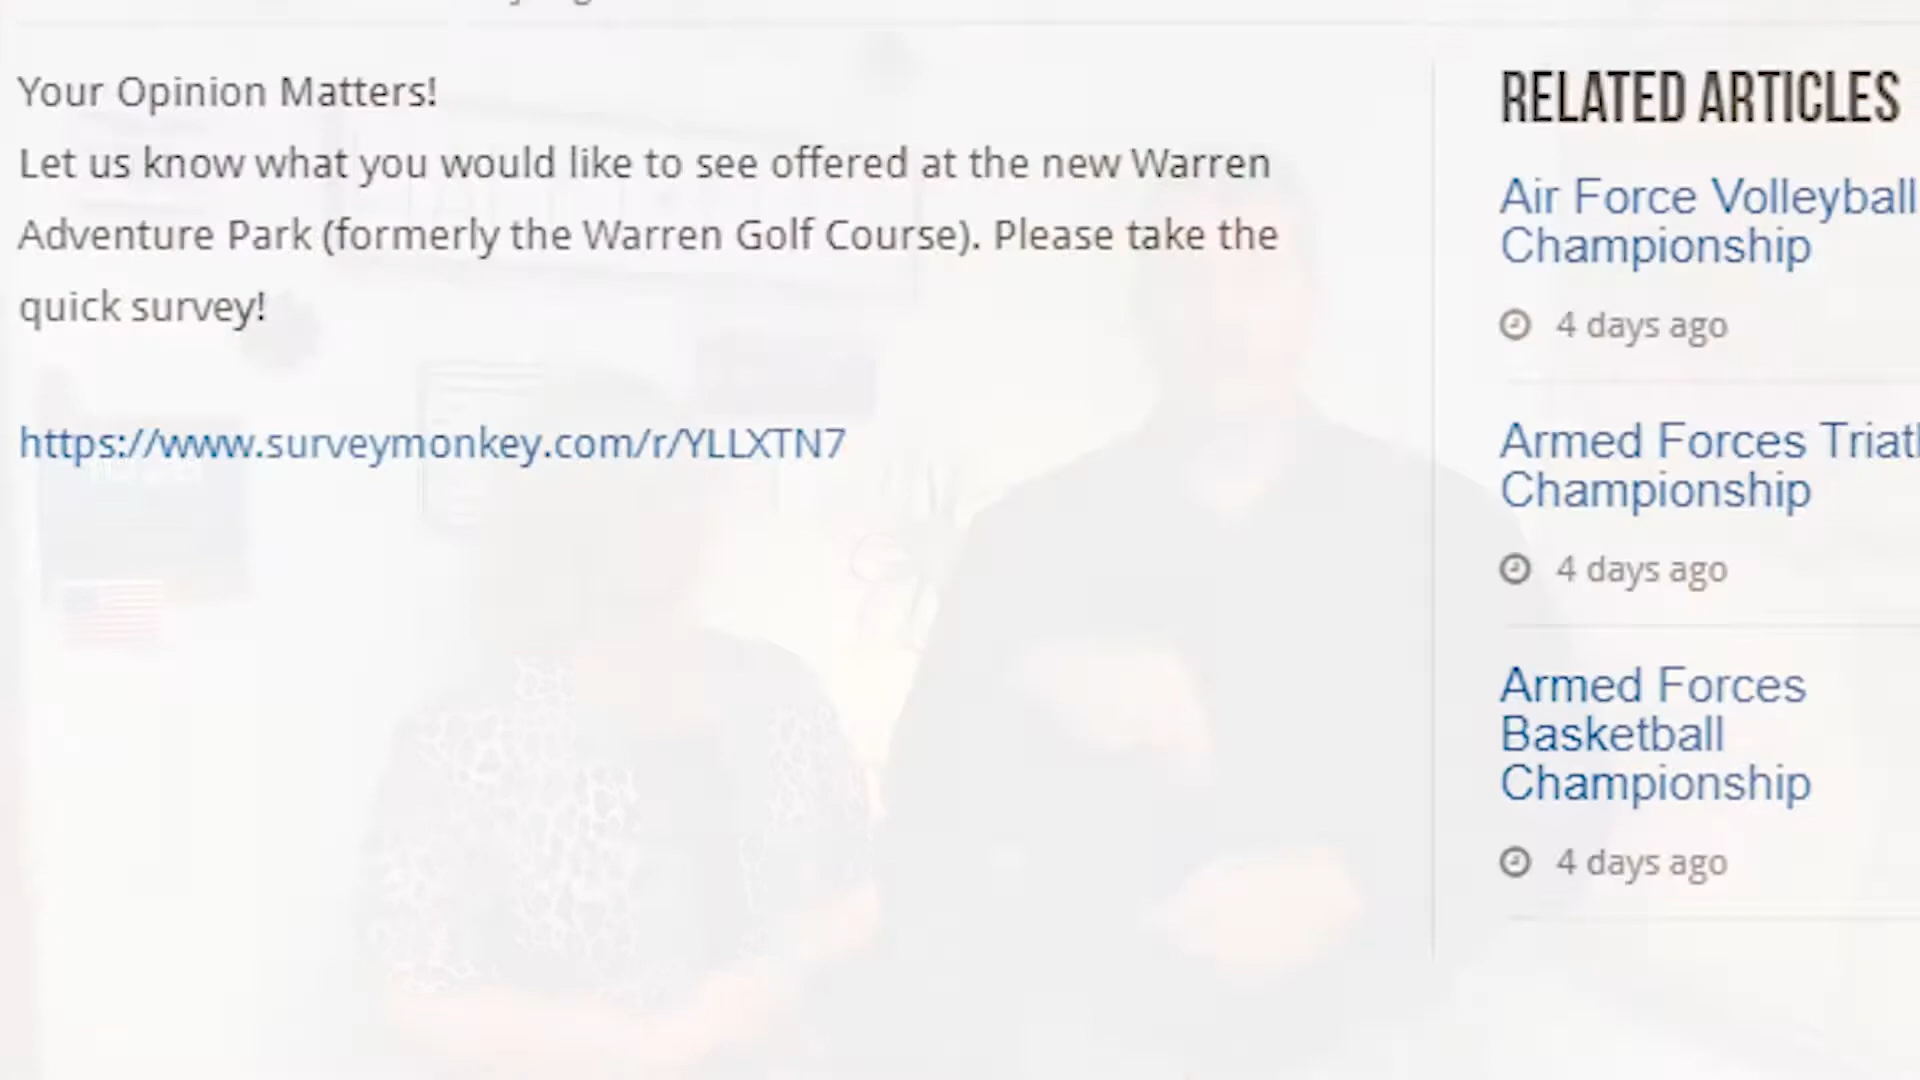 Your Opinion Matters!
Let us know what you would like to see offered at the new Warren
Adventure Park (formerly the Warren Golf Course). Please take the
quick survey!
https://www.surveymonkey.com/r/YLLXTN7
RELATED ARTICLES
Air Force Volleyball
Championship
4 days ago
Armed Forces
Championship
4 days ago
Armed Forces
Basketball
Championship
4 days ago